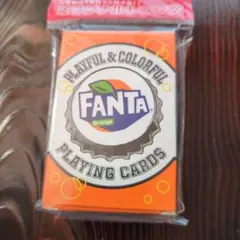 PLAYFUL & COLORFUL
FANTA
Orange
PLAYING CARDS